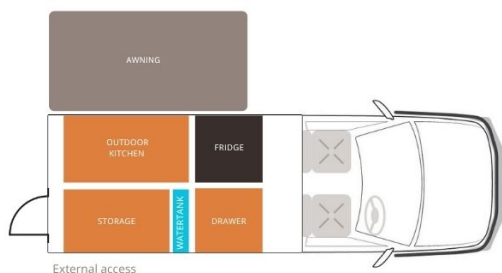 AWNING
OUTDOOR
KITCHEN
FRIDGE
STORAGE
WATERTANK
DRAWER
External access